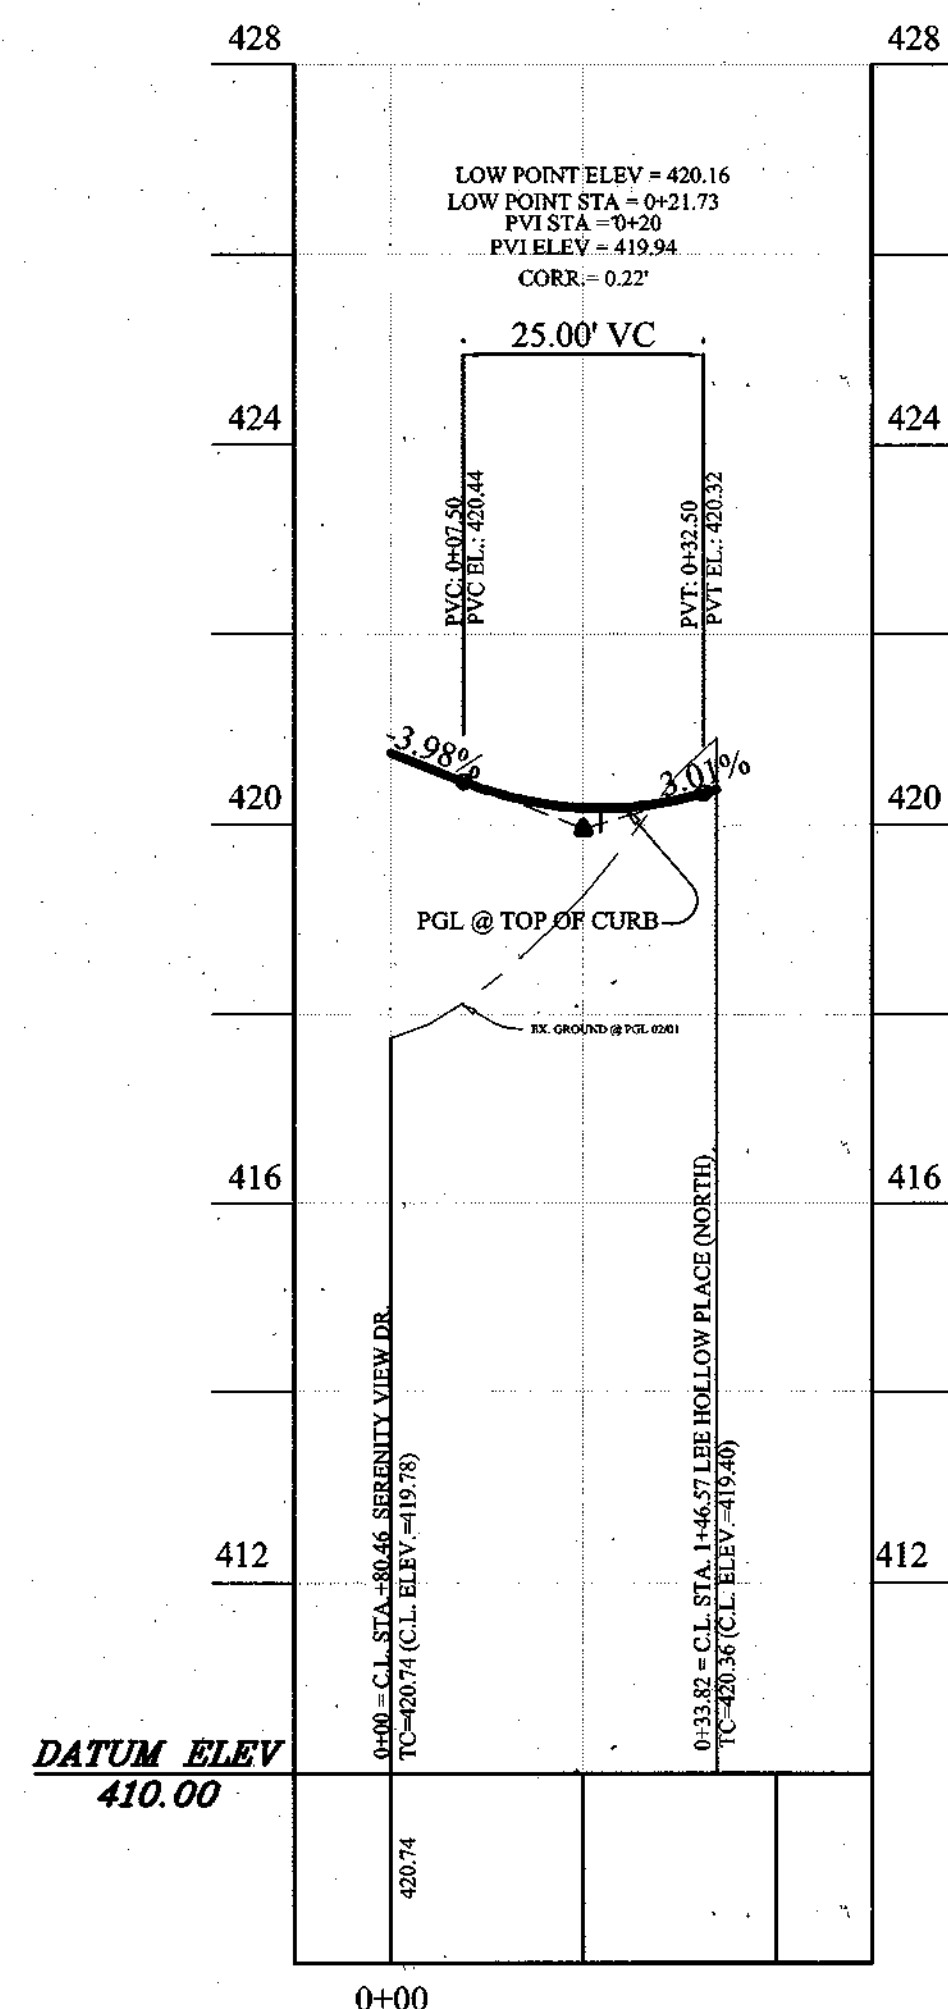 428
428
LOW POINT ELEV = 420.16
LOW POINT STA = 0+21.73
PVI STA = 0+20
PVI ELEV = 419.94
CORR. = 0.22'
25.00' VC
424
424
PVC: 0+07.50
PVC EL.: 420.44
PVT: 0+32.50
PVT EL.: 420.32
-3.98%
3.01%
420
420
PGL @ TOP OF CURB
EX. GROUND @ PGL 02/01
416
416
0+00 = C.L. STA.+80.46 SERENITY VIEW DR.
TC=420.74 (C.L. ELEV.=419.78)
0+33.82 = C.L. STA. 1+46.57 LEE HOLLOW PLACE (NORTH)
TC=420.36 (C.L. ELEV.=419.40)
412
412
DATUM ELEV
410.00
420.74
0+00